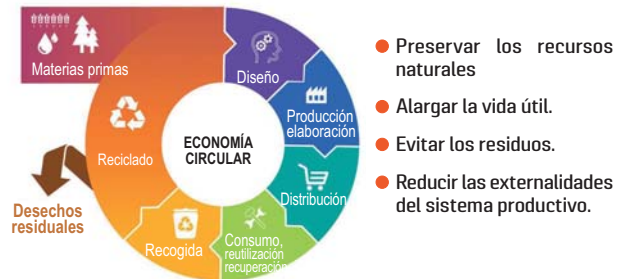 Materias primas
Diseño
Producción
elaboración
Distribución
Consumo,
reutilización
recuperación
Recogida
Reciclado
Desechos
residuales
ECONOMÍA
CIRCULAR
Preservar los recursos
naturales
Alargar la vida útil.
Evitar los residuos.
Reducir las externalidades
del sistema productivo.